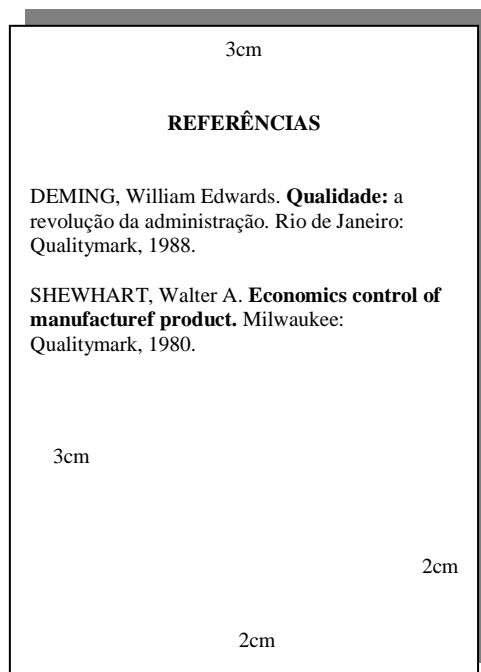 3cm
REFERÊNCIAS
DEMING, William Edwards. Qualidade: a
revolução da administração. Rio de Janeiro:
Qualitymark, 1988.
SHEWHART, Walter A. Economics control of
manufacturef product. Milwaukee:
Qualitymark, 1980.
3cm
2cm
2cm